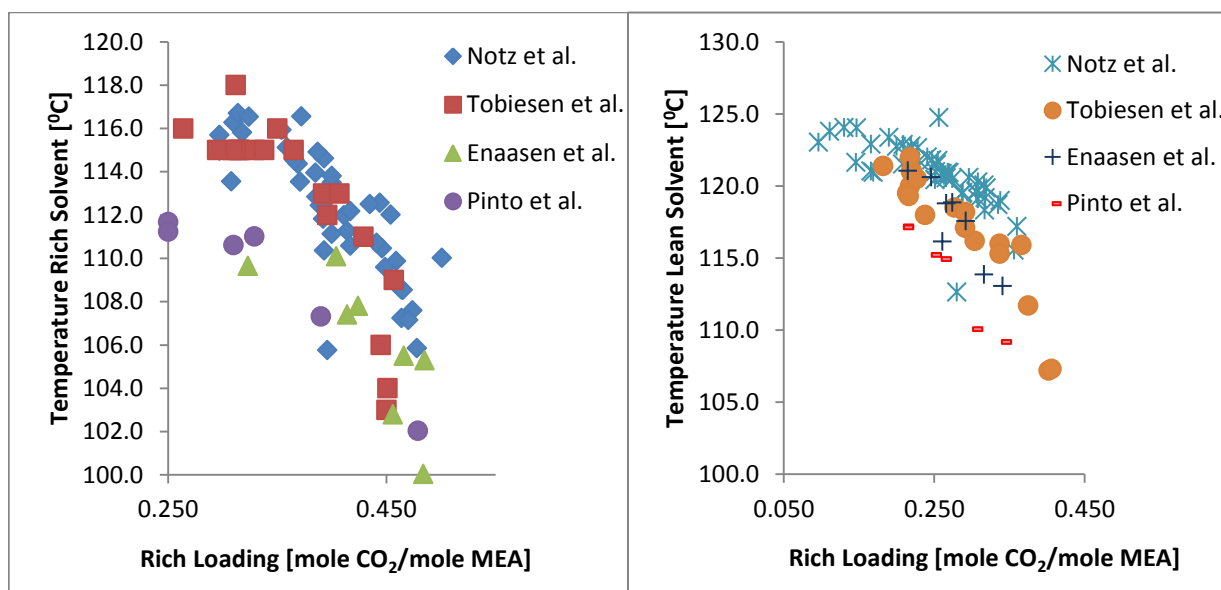 120.0
118.0
116.0
114.0
112.0
110.0
108.0
106.0
104.0
102.0
100.0
0.250
0.450
Temperature Rich Solvent [⁰C]
Rich Loading [mole CO₂/mole MEA]
Notz et al.
Tobiesen et al.
Enaasen et al.
Pinto et al.
130.0
125.0
120.0
115.0
110.0
105.0
100.0
0.050
0.250
0.450
Temperature Lean Solvent [⁰C]
Rich Loading [mole CO₂/mole MEA]
Notz et al.
Tobiesen et al.
Enaasen et al.
Pinto et al.